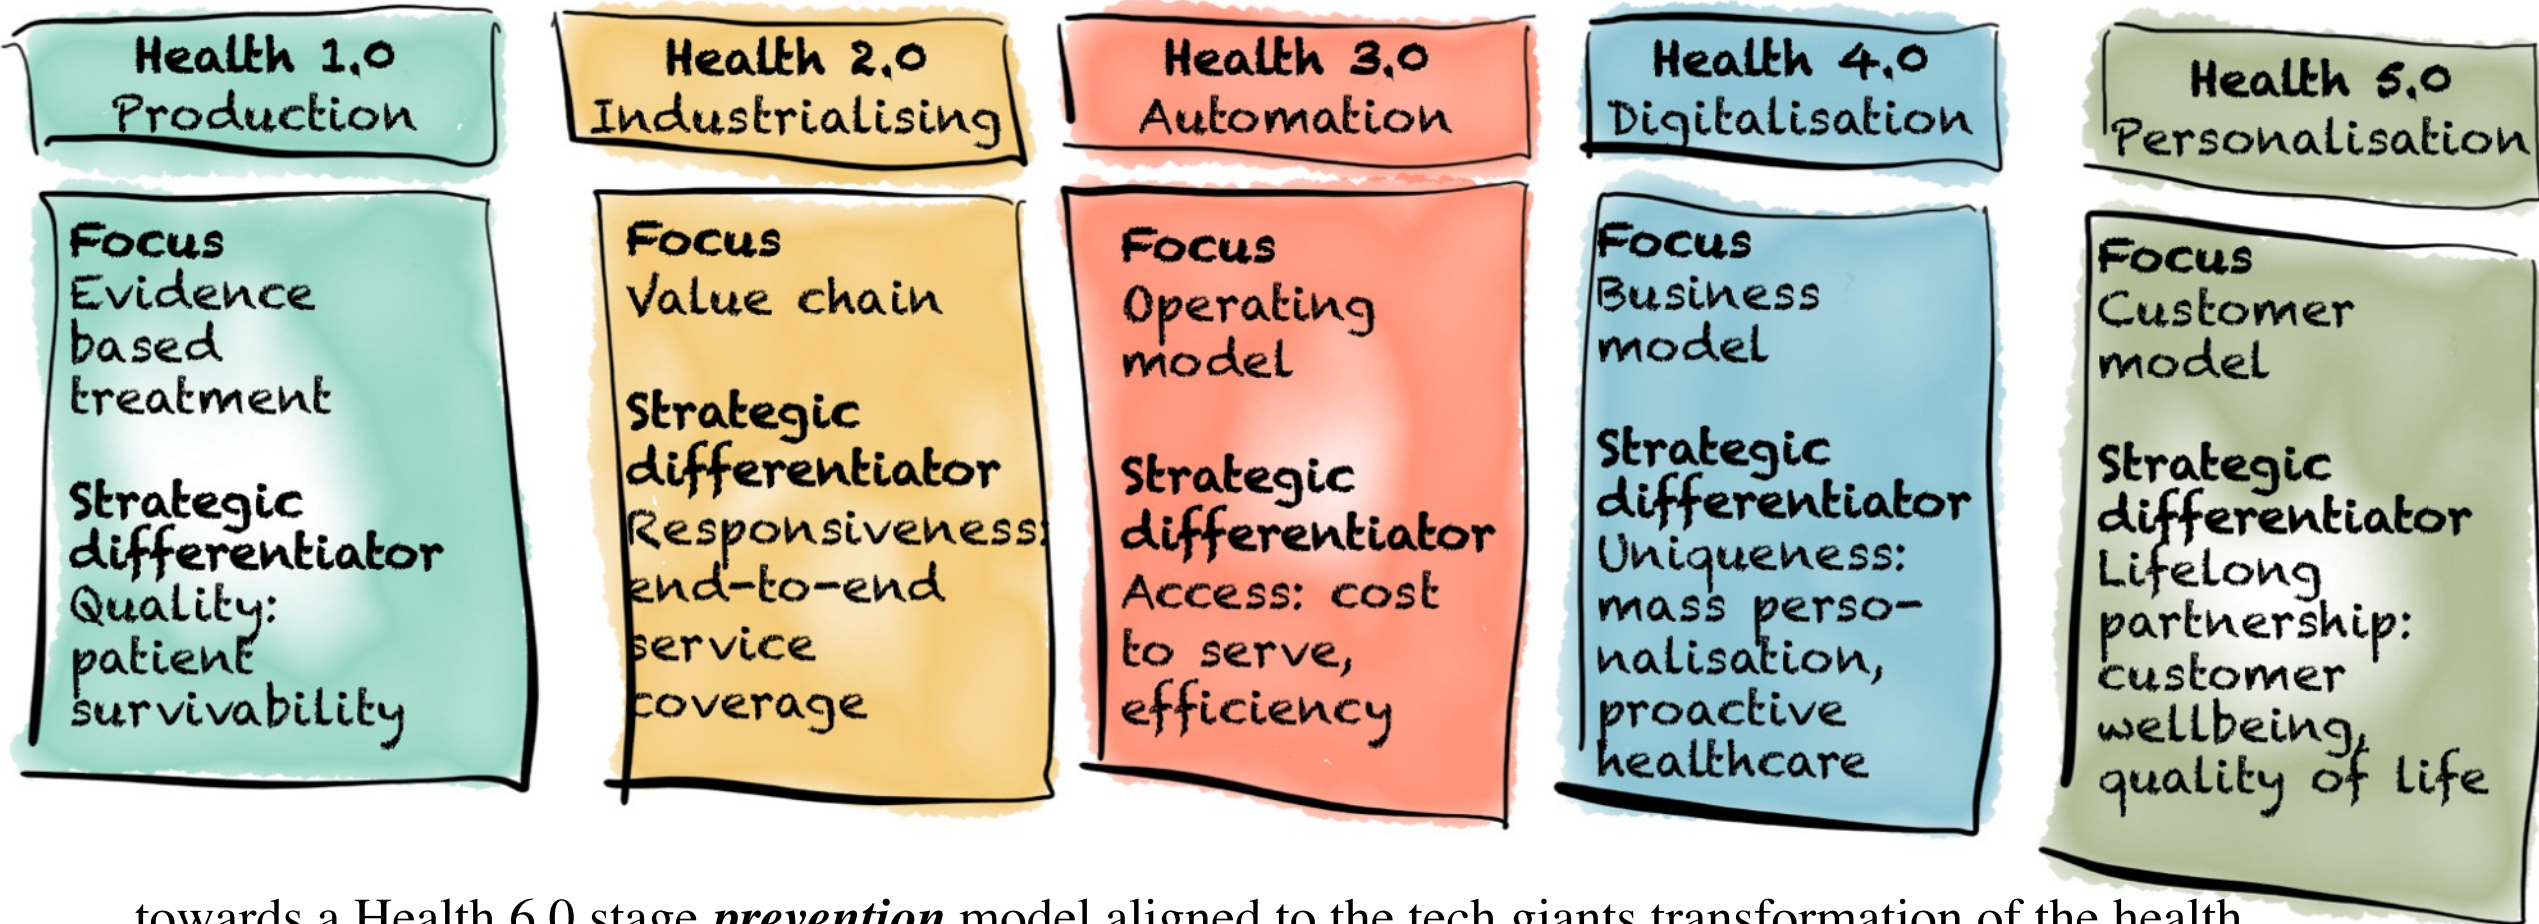 Health 1.0
Production
Focus
Evidence
based
treatment
Strategic
differentiator
Quality:
patient
survivability
Health 2.0
Industrialising
Focus
Value chain
Strategic
differentiator
Responsiveness:
end-to-end
service
coverage
Health 3.0
Automation
Focus
Operating
model
Strategic
differentiator
Access: cost
to serve,
efficiency
Health 4.0
Digitalisation
Focus
Business
model
Strategic
differentiator
Uniqueness:
mass perso-
nalisation,
proactive
healthcare
Health 5.0
Personalisation
Focus
Customer
model
Strategic
differentiator
Lifelong
partnership:
customer
wellbeing,
quality of life
towards a Health 6.0 stage prevention model aligned to the tech giants transformation of the health